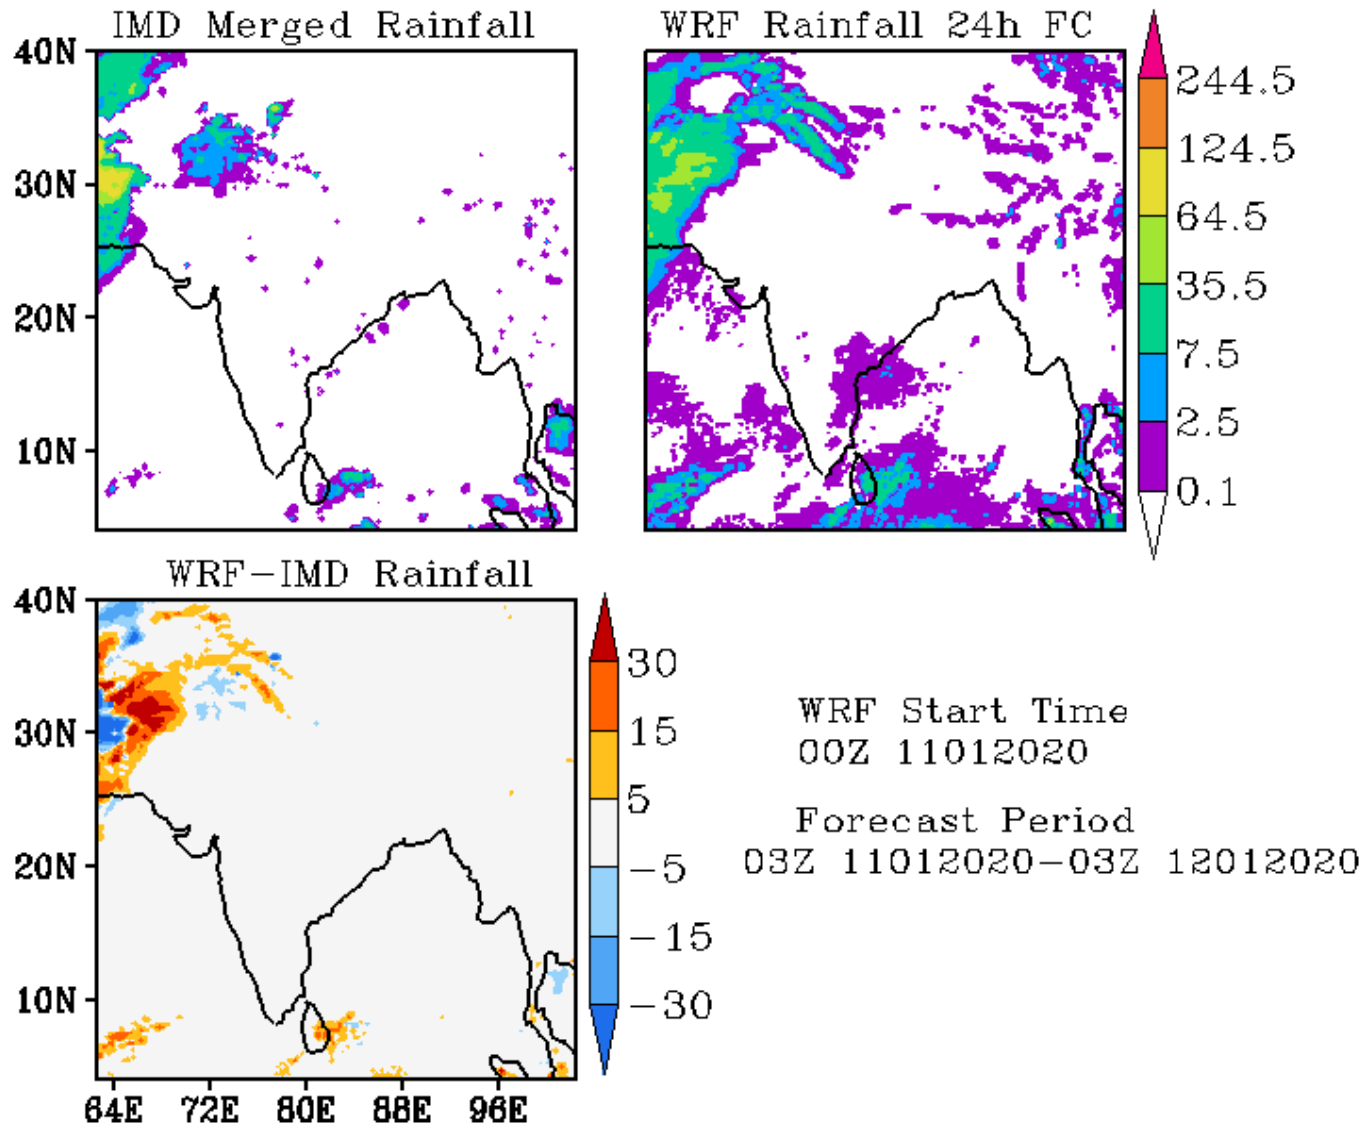 IMD Merged Rainfall
WRF Rainfall 24h FC
40N
30N
20N
10N
244.5
124.5
64.5
35.5
7.5
2.5
0.1
WRF-IMD Rainfall
40N
30N
20N
10N
64E 72E 80E 88E 96E
30
15
5
-5
-15
-30
WRF Start Time
00Z 11012020
Forecast Period
03Z 11012020-03Z 12012020